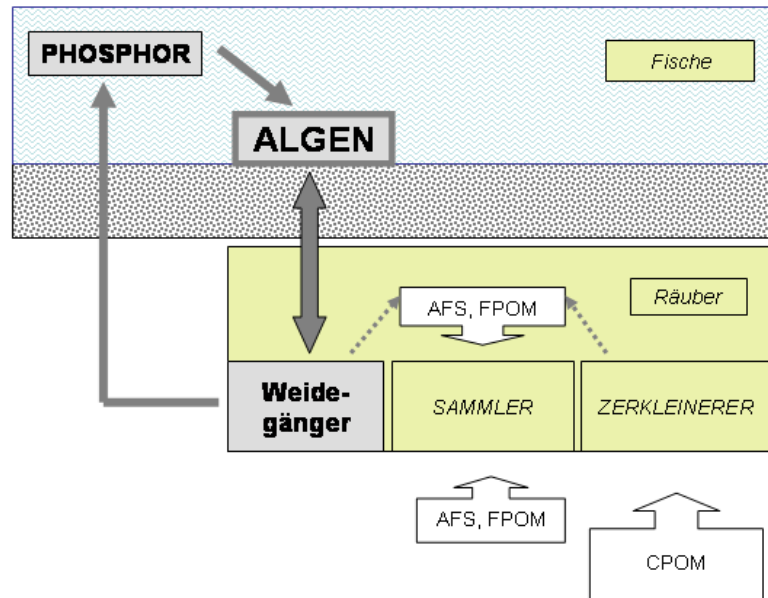 PHOSPHOR
Fische
ALGEN
AFS, FPOM
Räuber
Weide-
gänger
SAMMLER
ZERKLEINERER
AFS, FPOM
CPOM